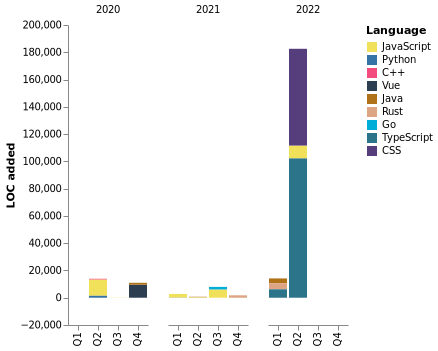 2020 2021 2022
200,000
180,000
160,000
140,000
120,000
100,000
80,000
60,000
40,000
20,000
0
−20,000
LOC added
Q1 Q2 Q3 Q4 Q1 Q2 Q3 Q4 Q1 Q2 Q3 Q4
Language
JavaScript
Python
C++
Vue
Java
Rust
Go
TypeScript
CSS